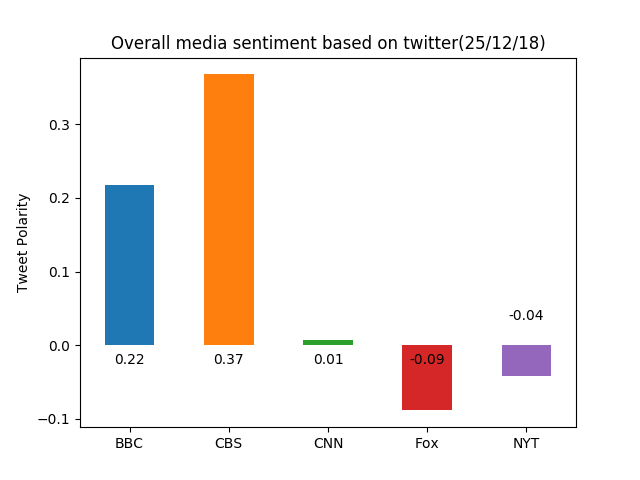 Overall media sentiment based on twitter(25/12/18)
Tweet Polarity
0.3
0.2
0.1
0.0
−0.1
-0.04
0.22 0.37 0.01 -0.09
BBC CBS CNN Fox NYT